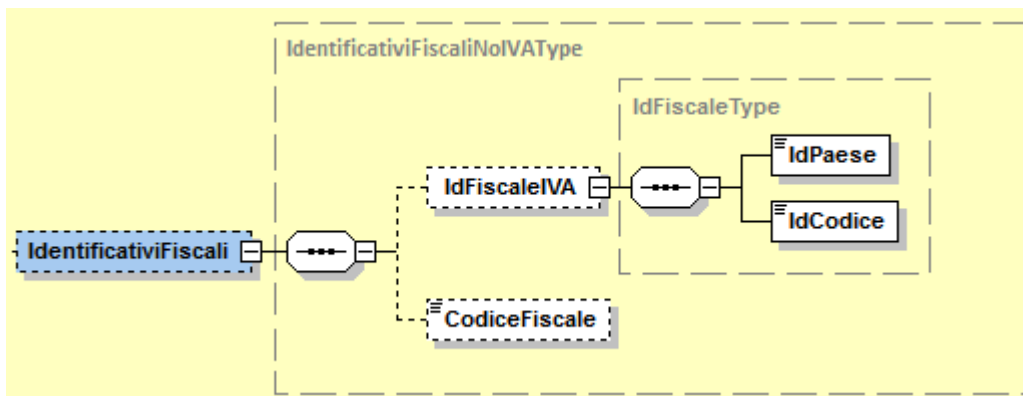 IdentificativiFiscaliNoIVAType
IdFiscaleType
IdPaese
IdFiscaleIVA
IdCodice
IdentificativiFiscali
CodiceFiscale